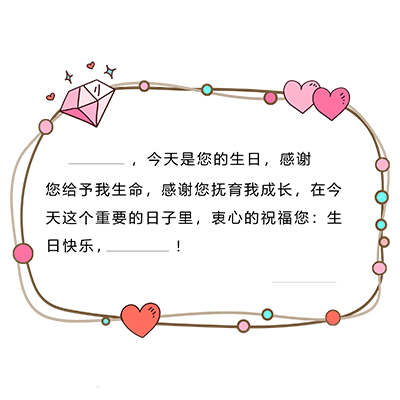 ______，今天是您的生日，感谢
您给予我生命，感谢您抚育我成长，在今
天这个重要的日子里，衷心的祝福您：生
日快乐，______！